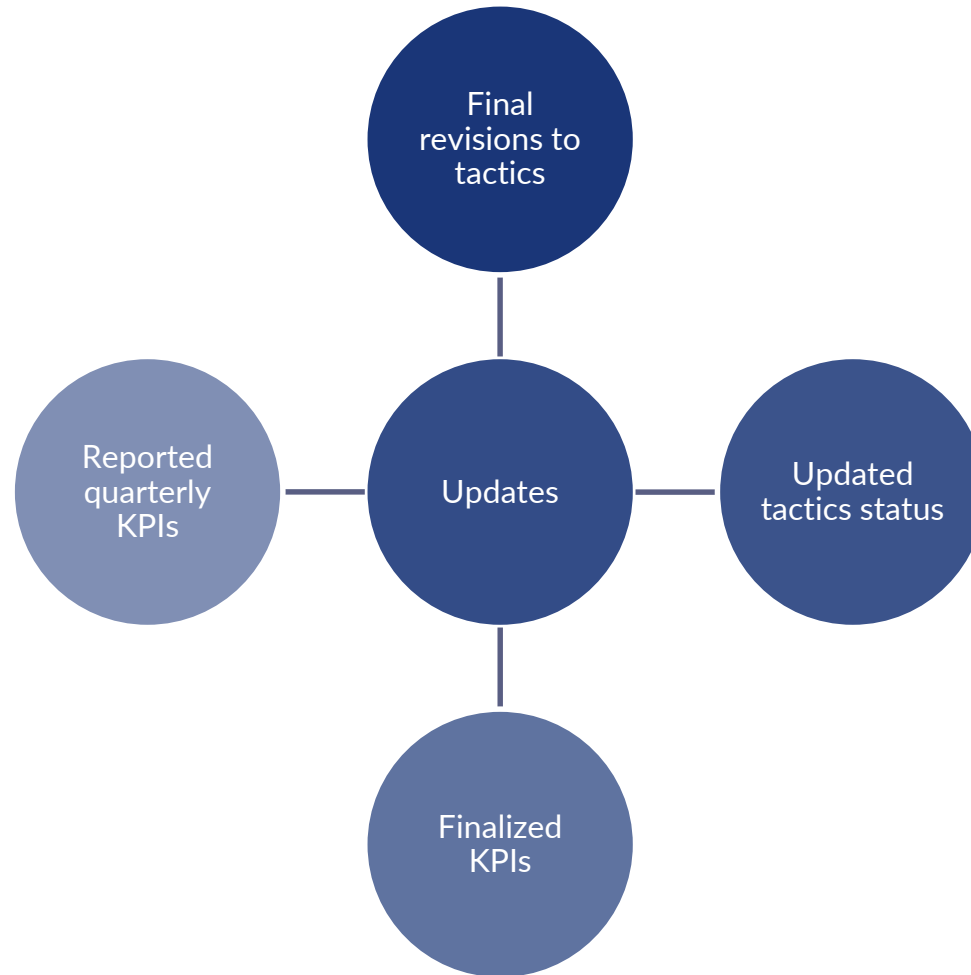 Final
revisions to
tactics
Reported
quarterly
KPIs
Updates
Updated
tactics status
Finalized
KPIs